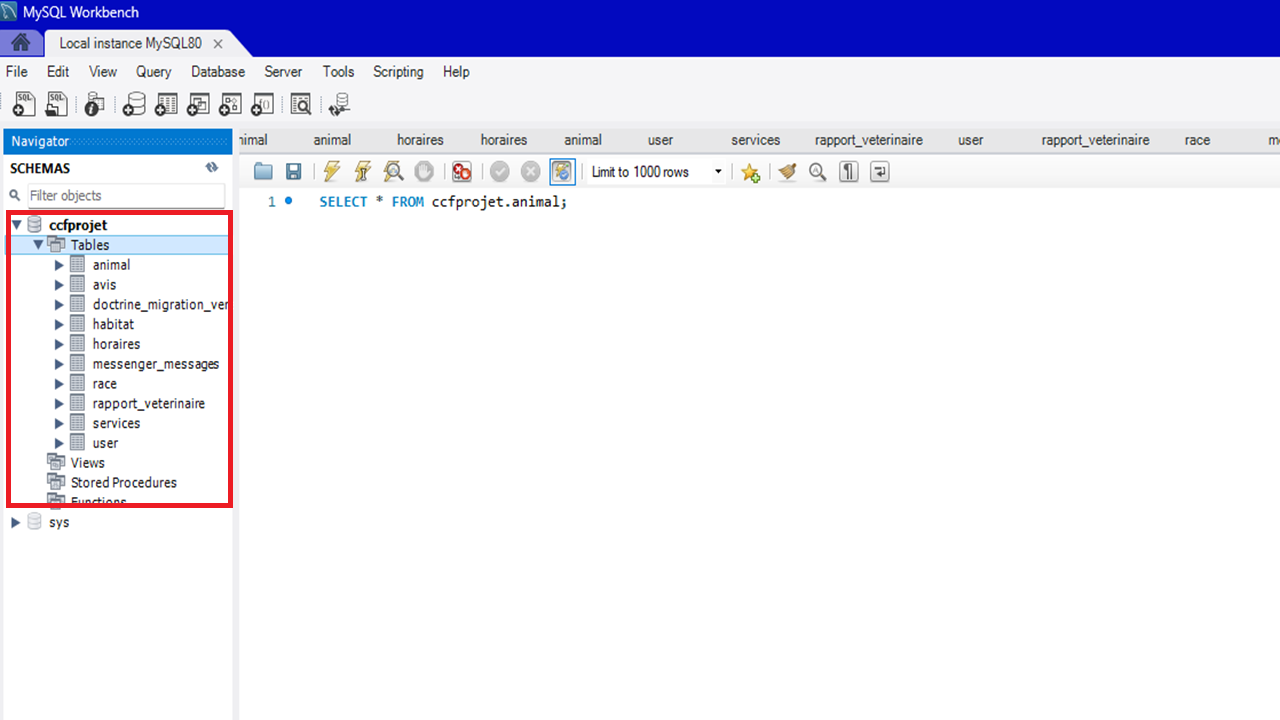 MySQL Workbench
Local instance MySQL80
File Edit View Query Database Server Tools Scripting Help
Navigator
animal horaires horaires animal user services rapport_veterinaire user rapport_veterinaire race
SCHEMAS
Limit to 1000 rows
Filter objects
1 SELECT * FROM ccfprojet.animal;
ccfprojet
Tables
animal
avis
doctrine_migration_ver
habitat
horaires
messenger_messages
race
rapport_veterinaire
services
user
Views
Stored Procedures
Functions
sys